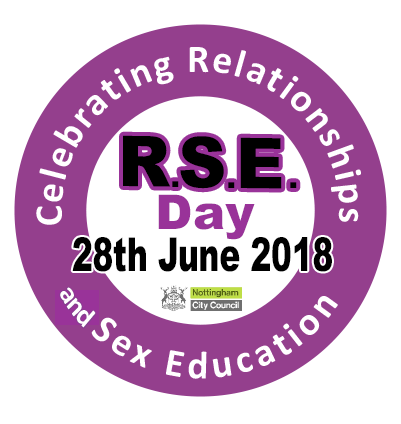 Celebrating Relationships
and Sex Education
R.S.E.
Day
28th June 2018
Nottingham
City Council